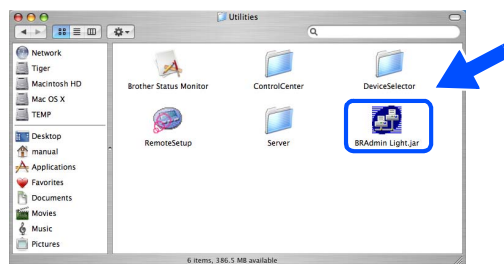 Utilities
Network
Tiger
Macintosh HD
Mac OS X
TEMP
Desktop
manual
Applications
Favorites
Documents
Movies
Music
Pictures
Brother Status Monitor
ControlCenter
DeviceSelector
RemoteSetup
Server
BRAdmin Light.jar
6 items, 386.5 MB available